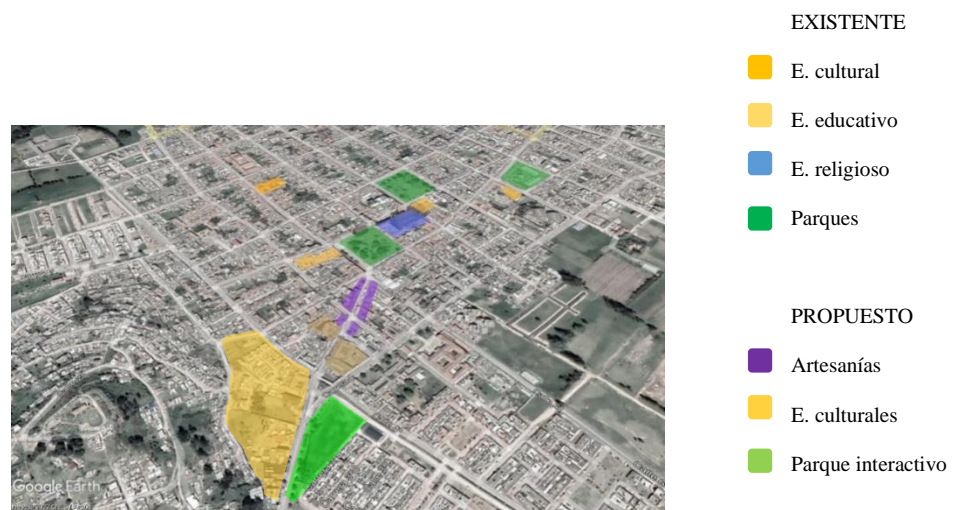 EXISTENTE
E. cultural
E. educativo
E. religioso
Parques
PROPUESTO
Artesanías
E. culturales
Parque interactivo
Google Earth